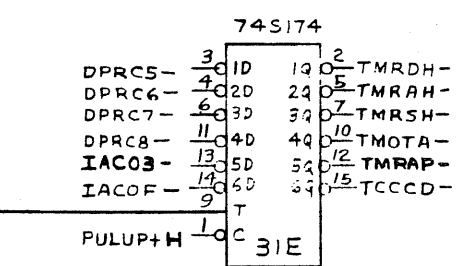 74S174
DPRC5- 3 1D 1Q 2 TMRDH-
DPRC6- 4 2D 2Q 5 TMRAH-
DPRC7- 6 3D 3Q 7 TMRSH-
DPRC8- 11 4D 4Q 10 TMOTA-
IAC03- 13 5D 5Q 12 TMRAP-
IAC0F- 14 6D 6Q 15 TCCCD-
9 T
PULUP+H 1 C 31E